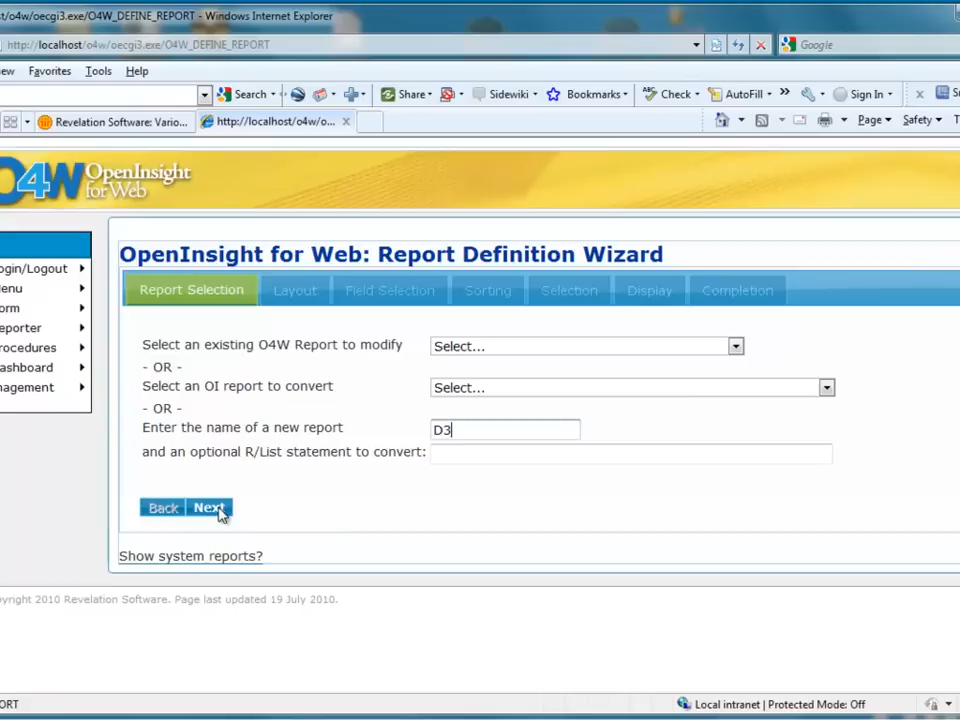 st/o4w/oecgi3.exe/O4W_DEFINE_REPORT - Windows Internet Explorer
http://localhost/o4w/oecgi3.exe/O4W_DEFINE_REPORT
Google
ew Favorites Tools Help
Search Share Sidewiki Bookmarks Check AutoFill Sign In
Revelation Software: Vario...
http://localhost/o4w/o...
Page Safety
O4W OpenInsight
for Web
OpenInsight for Web: Report Definition Wizard
ogin/Logout
enu
orm
eporter
rocedures
ashboard
anagement
Report Selection Layout Field Selection Sorting Selection Display Completion
Select an existing O4W Report to modify Select...
- OR -
Select an OI report to convert Select...
- OR -
Enter the name of a new report D3
and an optional R/List statement to convert:
Back Next
Show system reports?
pyright 2010 Revelation Software. Page last updated 19 July 2010.
ORT
Local intranet | Protected Mode: Off